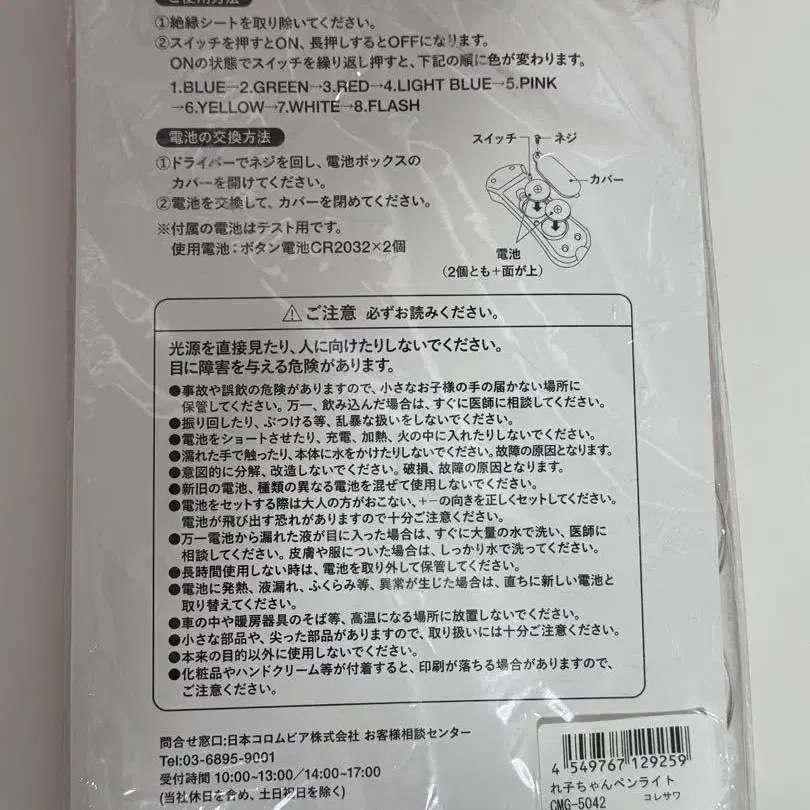 ご使用方法
①絶縁シートを取り除いてください。
②スイッチを押すとON、長押しするとOFFになります。
ONの状態でスイッチを繰り返し押すと、下記の順に色が変わります。
1.BLUE→2.GREEN→3.RED→4.LIGHT BLUE→5.PINK
→6.YELLOW→7.WHITE→8.FLASH
電池の交換方法
①ドライバーでネジを回し、電池ボックスの
カバーを開けてください。
②電池を交換して、カバーを閉めてください。
※付属の電池はテスト用です。
使用電池：ボタン電池CR2032×2個
スイッチ
ネジ
カバー
電池
(2個とも+面が上)
⚠ご注意 必ずお読みください。
光源を直接見たり、人に向けたりしないでください。
目に障害を与える危険があります。
●事故や誤飲の危険がありますので、小さなお子様の手の届かない場所に
保管してください。万一、飲み込んだ場合は、すぐに医師に相談してください。
●振り回したり、ぶつける等、乱暴な扱いをしないでください。
●電池をショートさせたり、充電、加熱、火の中に入れたりしないでください。
●濡れた手で触ったり、本体に水をかけたりしないでください。故障の原因となります。
●意図的に分解、改造しないでください。破損、故障の原因となります。
●新旧の電池、種類の異なる電池を混ぜて使用しないでください。
●電池をセットする際は大人の方がおこない、+−の向きを正しくセットしてください。
電池が飛び出す恐れがありますので十分ご注意ください。
●万一電池から漏れた液が目に入った場合は、すぐに大量の水で洗い、医師に
相談してください。皮膚や服についた場合は、しっかり水で洗ってください。
●長時間使用しない時は、電池を取り外して保管してください。
●電池に発熱、液漏れ、ふくらみ等、異常が生じた場合は、直ちに新しい電池と
取り替えてください。
●車の中や暖房器具のそば等、高温になる場所に放置しないでください。
●小さな部品や、尖った部品がありますので、取り扱いには十分ご注意ください。
●本来の目的以外に使用しないでください。
●化粧品やハンドクリーム等が付着すると、印刷が落ちる場合がありますので、
ご注意ください。
問合せ窓口:日本コロムビア株式会社 お客様相談センター
Tel:03-6895-9001
受付時間 10:00~13:00/14:00~17:00
(当社休日を含め、土日祝日を除く)
4 549767 129259
れ子ちゃんペンライト
CMG-5042 コレサワ